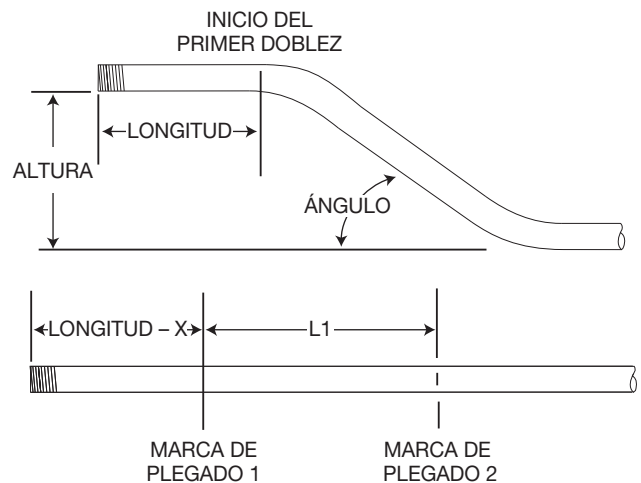 INICIO DEL
PRIMER DOBLEZ
LONGITUD
ALTURA
ÁNGULO
LONGITUD – X
L1
MARCA DE
PLEGADO 1
MARCA DE
PLEGADO 2